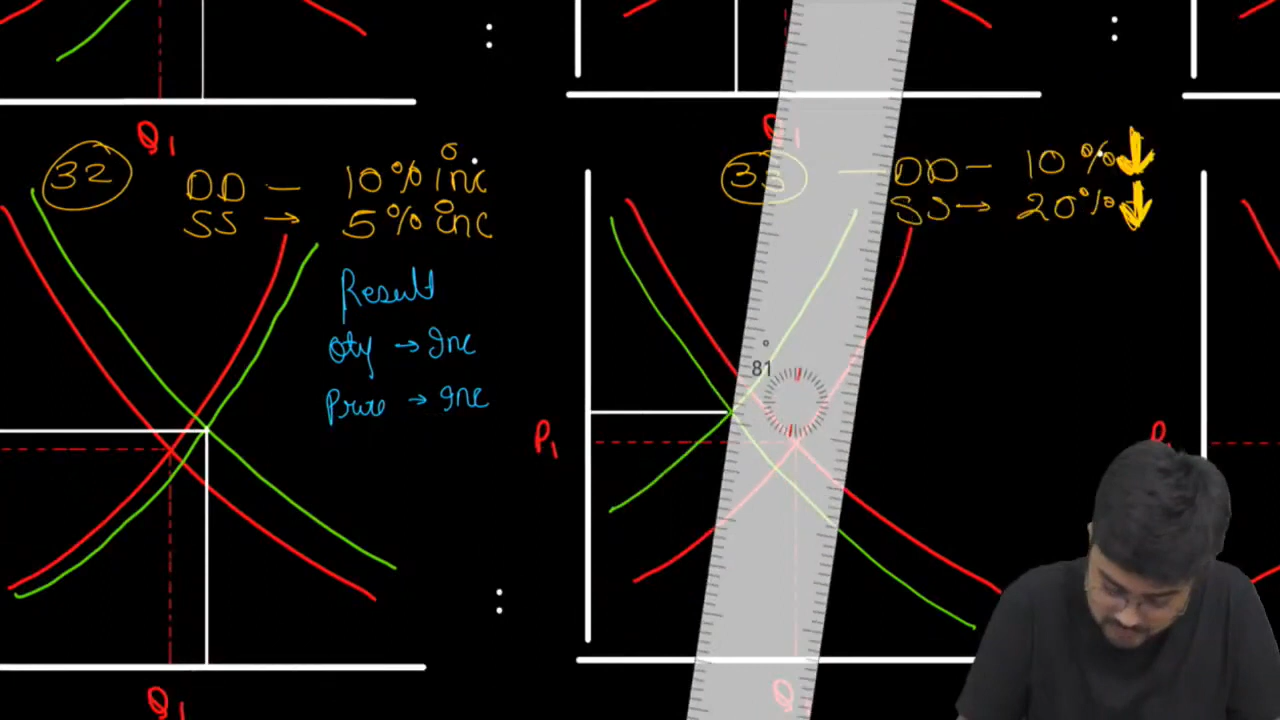 Q1
Q1
32
DD — 10% inc
SS → 5% inc
Result
Qty → Inc
Price → Inc
Q1
33 — DD — 10% ↓
SS → 20% ↓
81
P1
Q